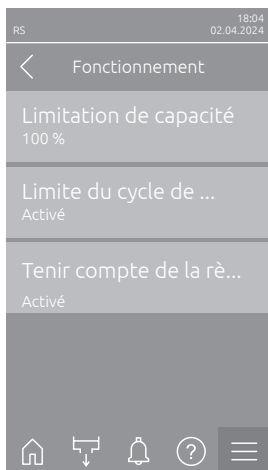 18:04
RS 02.04.2024
Fonctionnement
Limitation de capacité
100 %
Limite du cycle de ...
Activé
Tenir compte de la rè...
Activé
?